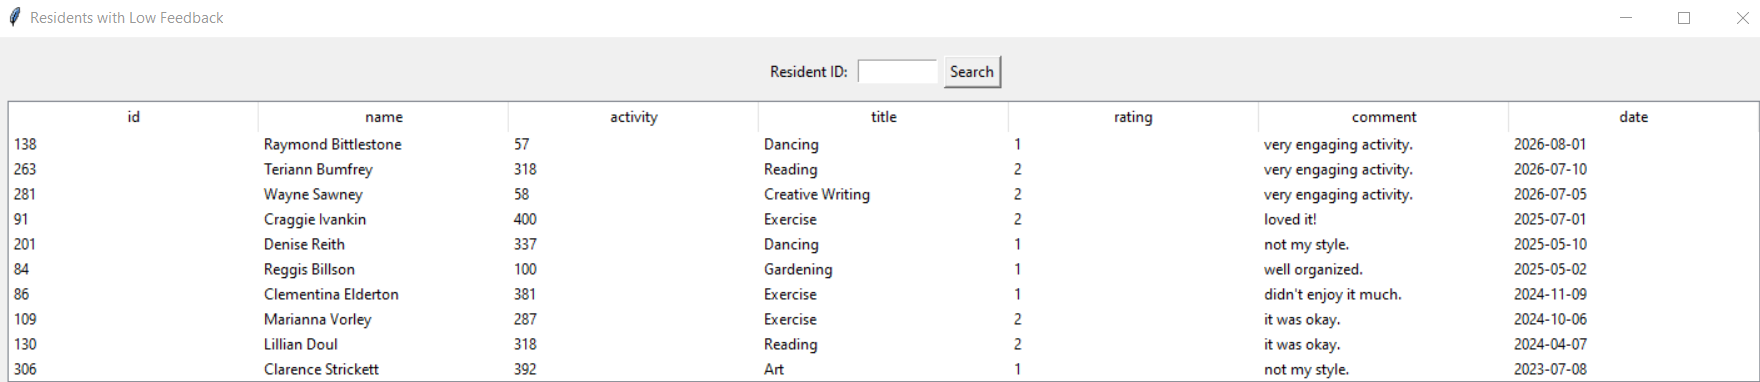 Residents with Low Feedback
Resident ID: Search
id name activity title rating comment date
138 Raymond Bittlestone 57 Dancing 1 very engaging activity. 2026-08-01
263 Teriann Bumfrey 318 Reading 2 very engaging activity. 2026-07-10
281 Wayne Sawney 58 Creative Writing 2 very engaging activity. 2026-07-05
91 Craggie Ivankin 400 Exercise 2 loved it! 2025-07-01
201 Denise Reith 337 Dancing 1 not my style. 2025-05-10
84 Reggis Billson 100 Gardening 1 well organized. 2025-05-02
86 Clementina Elderton 381 Exercise 1 didn't enjoy it much. 2024-11-09
109 Marianna Vorley 287 Exercise 2 it was okay. 2024-10-06
130 Lillian Doul 318 Reading 2 it was okay. 2024-04-07
306 Clarence Strickett 392 Art 1 not my style. 2023-07-08